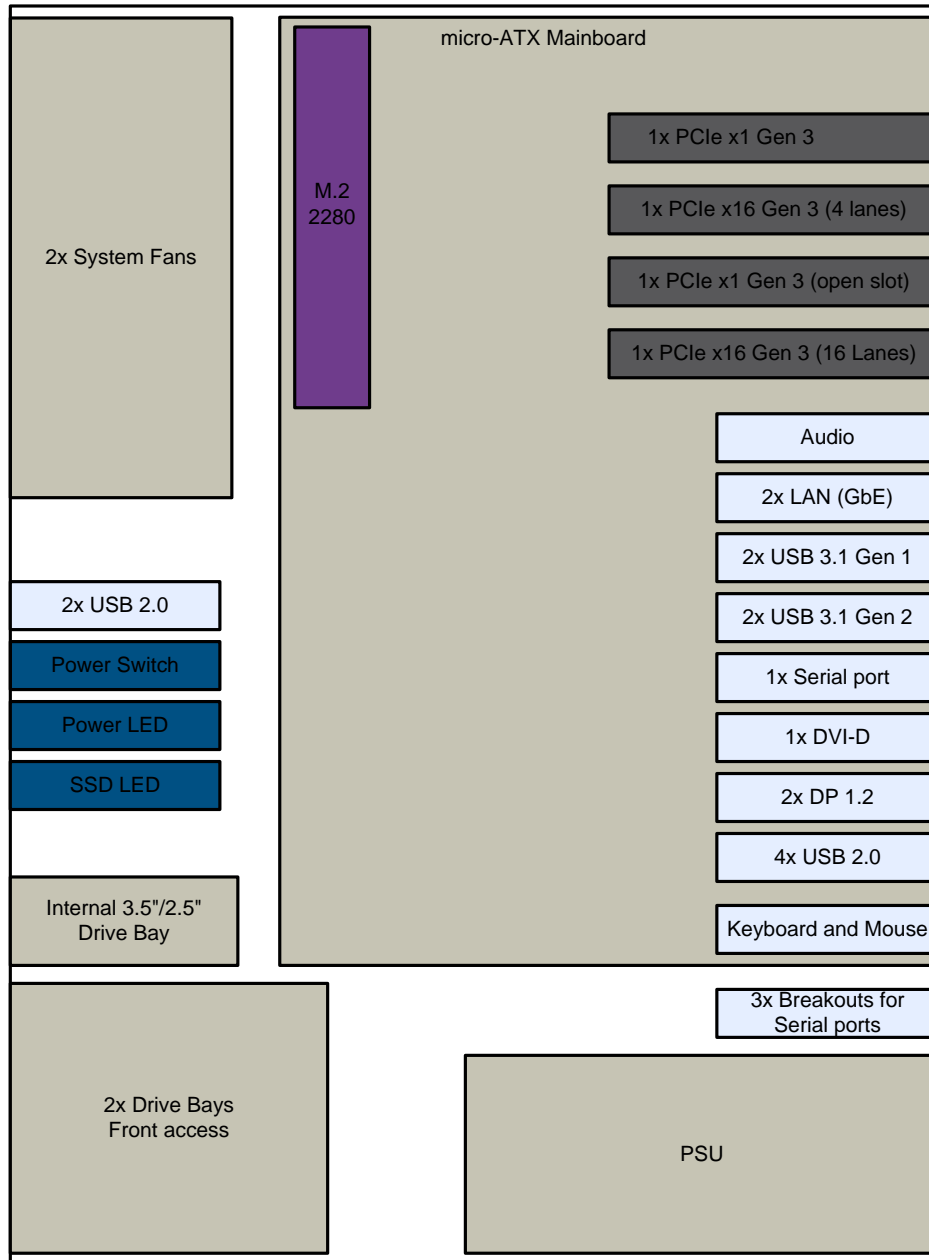 micro-ATX Mainboard
M.2
2280
2x System Fans
1x PCIe x1 Gen 3
1x PCIe x16 Gen 3 (4 lanes)
1x PCIe x1 Gen 3 (open slot)
1x PCIe x16 Gen 3 (16 Lanes)
Audio
2x LAN (GbE)
2x USB 3.1 Gen 1
2x USB 3.1 Gen 2
1x Serial port
1x DVI-D
2x DP 1.2
4x USB 2.0
Keyboard and Mouse
3x Breakouts for
Serial ports
2x USB 2.0
Power Switch
Power LED
SSD LED
Internal 3.5"/2.5"
Drive Bay
2x Drive Bays
Front access
PSU